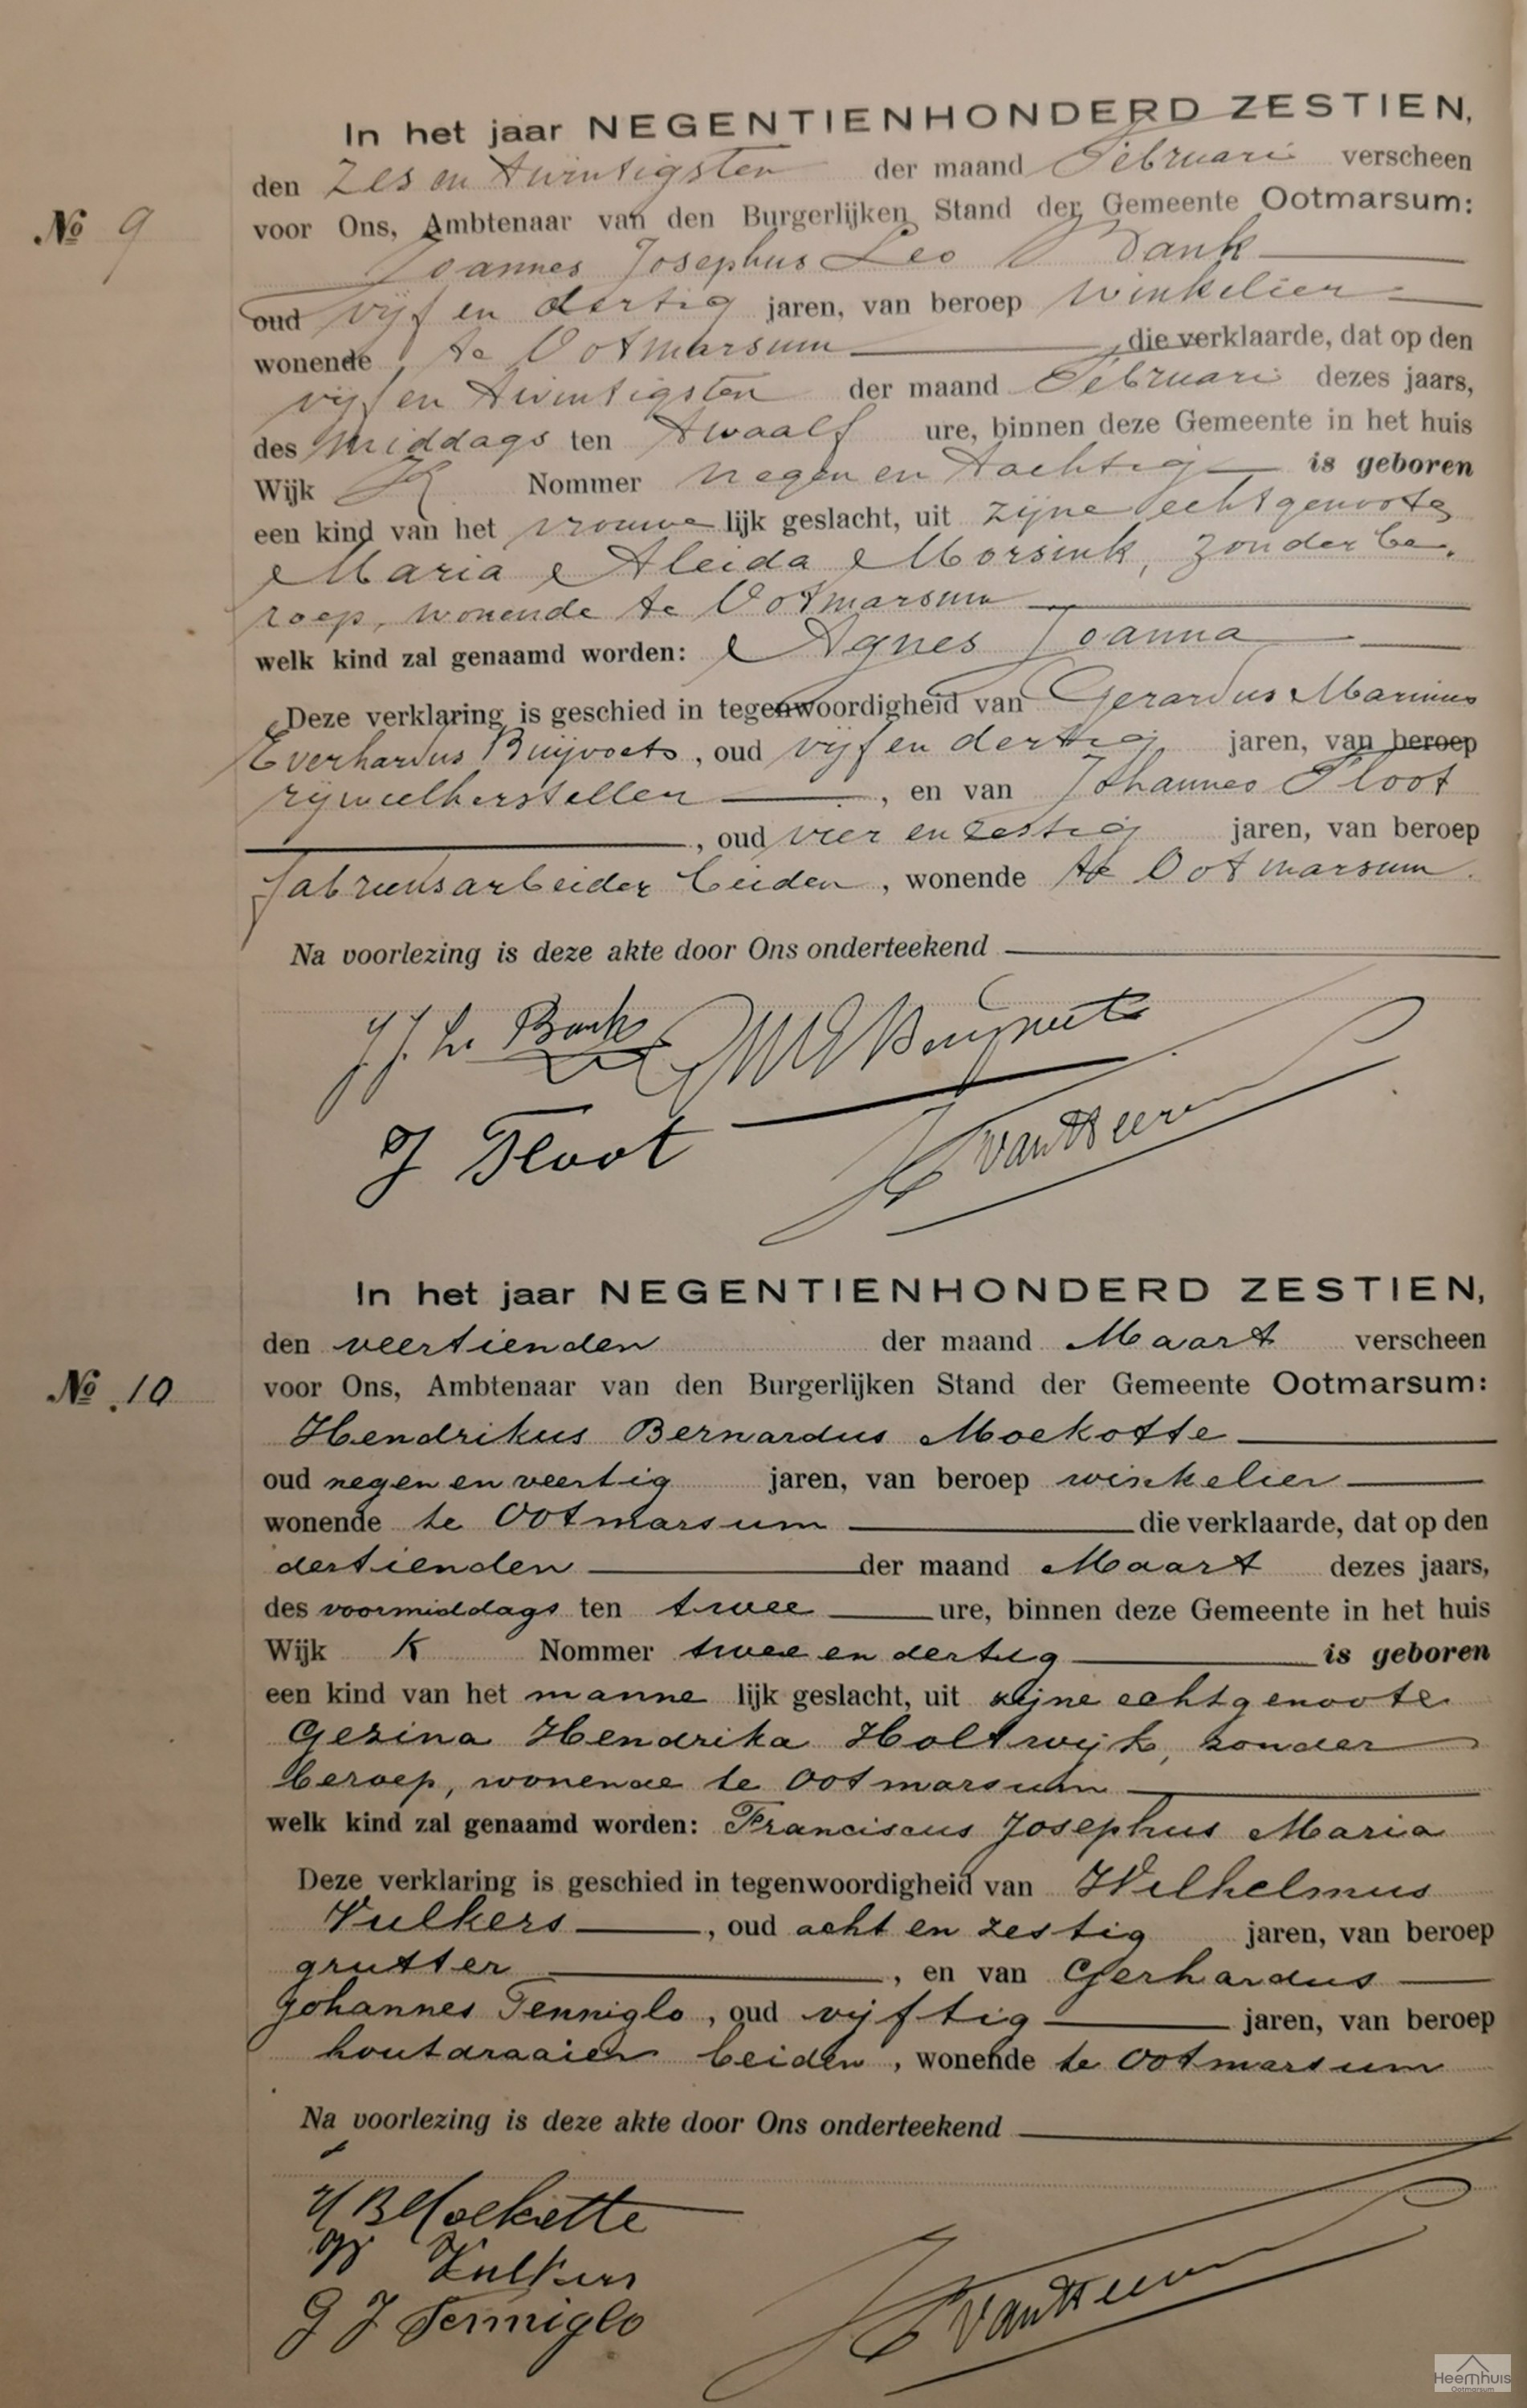 In het jaar NEGENTIENHONDERD ZESTIEN,
den Zes en twintigsten der maand Februari verscheen
No 9
voor Ons, Ambtenaar van den Burgerlijken Stand der Gemeente Ootmarsum:
Joannes Josephus Leo Bank
oud vijf en dertig jaren, van beroep winkelier
wonende te Ootmarsum die verklaarde, dat op den
vijf en twintigsten der maand Februari dezes jaars,
des middags ten twaalf ure, binnen deze Gemeente in het huis
Wijk K Nommer negen en tachtig is geboren
een kind van het vrouwe lijk geslacht, uit zijne echtgenoote
Maria Aleida Morsink, zonder be.
roep, wonende te Ootmarsum
welk kind zal genaamd worden: Agnes Joanna
Deze verklaring is geschied in tegenwoordigheid van Gerardus Marinus
Everhardus Buijvoets, oud vijf en dertig jaren, van beroep
rijwielhersteller, en van Johannes Floot
, oud vier en zestig jaren, van beroep
fabrieksarbeider beiden, wonende te Ootmarsum.
Na voorlezing is deze akte door Ons onderteekend
J.J. L. Bank GME Buijvoets
J Floot van Heer
In het jaar NEGENTIENHONDERD ZESTIEN,
den veertienden der maand Maart verscheen
No 10 voor Ons, Ambtenaar van den Burgerlijken Stand der Gemeente Ootmarsum:
Hendrikus Bernardus Moekotte
oud negen en veertig jaren, van beroep winkelier
wonende te Ootmarsum die verklaarde, dat op den
dertienden der maand Maart dezes jaars,
des voormiddags ten twee ure, binnen deze Gemeente in het huis
Wijk K Nommer twee en dertig is geboren
een kind van het manne lijk geslacht, uit zijne echtgenoote
Gezina Hendrika Holtwijk, zonder
beroep, wonende te Ootmarsum
welk kind zal genaamd worden: Franciscus Josephus Maria
Deze verklaring is geschied in tegenwoordigheid van Wilhelmus
Vulkers, oud acht en zestig jaren, van beroep
grutter, en van Gerhardus
Johannes Tenniglo, oud vijftig jaren, van beroep
houtdraaier beiden, wonende te Ootmarsum
Na voorlezing is deze akte door Ons onderteekend
HB Moekotte
W Vulkers
G J Tenniglo van Heer
Heemhuis
Ootmarsum